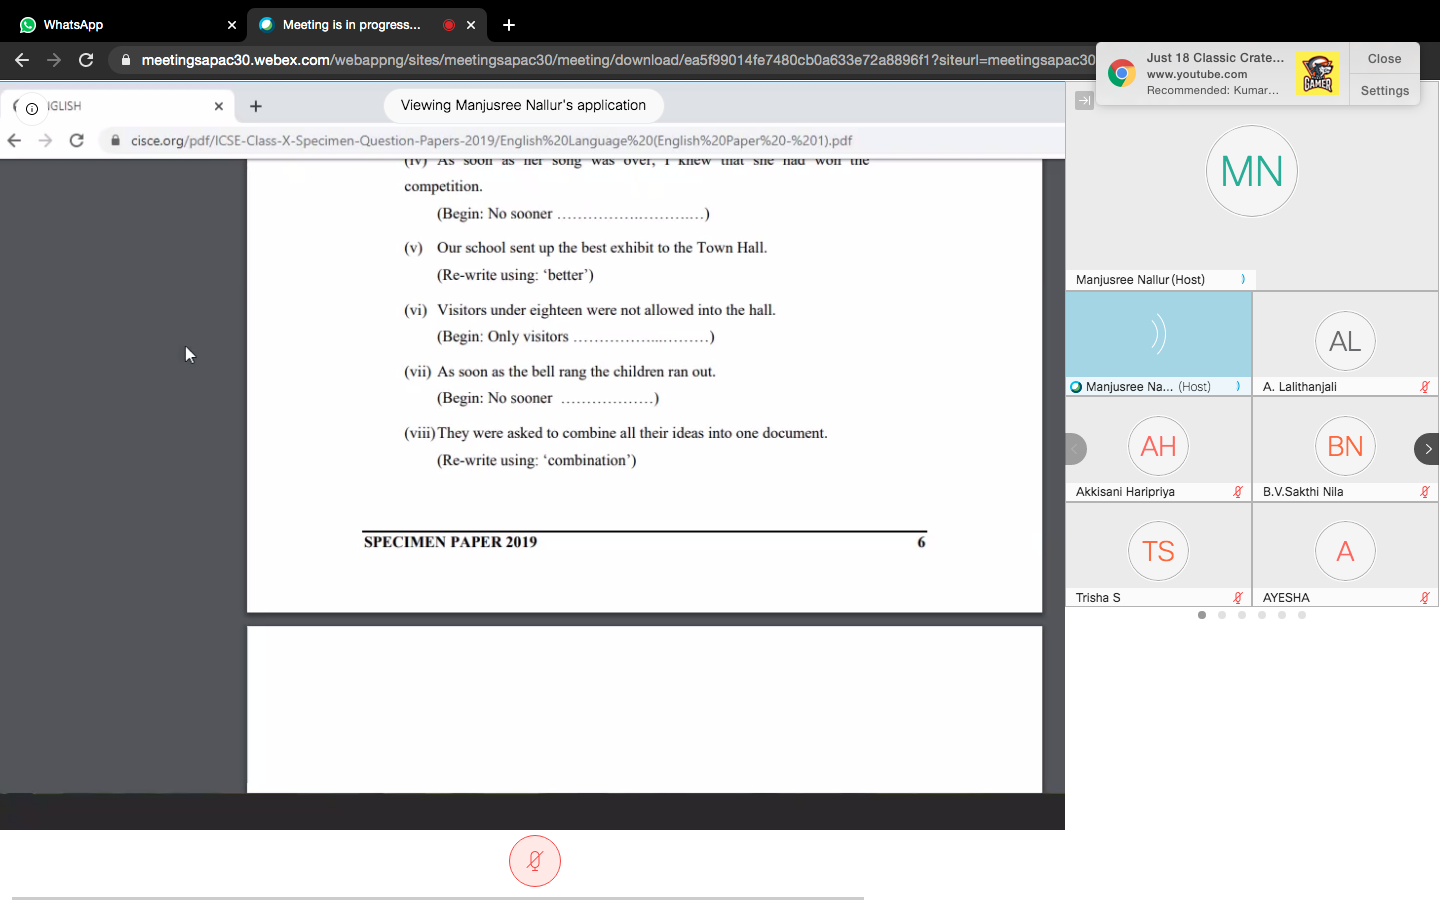 WhatsApp
Meeting is in progress...
meetingsapac30.webex.com/webappng/sites/meetingsapac30/meeting/download/ea5f99014fe7480cb0a633e72a8896f1?siteurl=meetingsapac30
Just 18 Classic Crate...
www.youtube.com
Recommended: Kumar...
GAMER
Close
Settings
GLISH
Viewing Manjusree Nallur's application
cisce.org/pdf/ICSE-Class-X-Specimen-Question-Papers-2019/English%20Language%20(English%20Paper%20-%201).pdf
(iv) As soon as her song was over, I knew that she had won the
competition.
(Begin: No sooner ………………………)
(v) Our school sent up the best exhibit to the Town Hall.
(Re-write using: ‘better’)
(vi) Visitors under eighteen were not allowed into the hall.
(Begin: Only visitors ……………...………)
(vii) As soon as the bell rang the children ran out.
(Begin: No sooner ………………)
(viii) They were asked to combine all their ideas into one document.
(Re-write using: ‘combination’)
SPECIMEN PAPER 2019 6
MN
Manjusree Nallur (Host)
Manjusree Na... (Host)
AL
A. Lalithanjali
AH
Akkisani Haripriya
BN
B.V.Sakthi Nila
TS
Trisha S
A
AYESHA